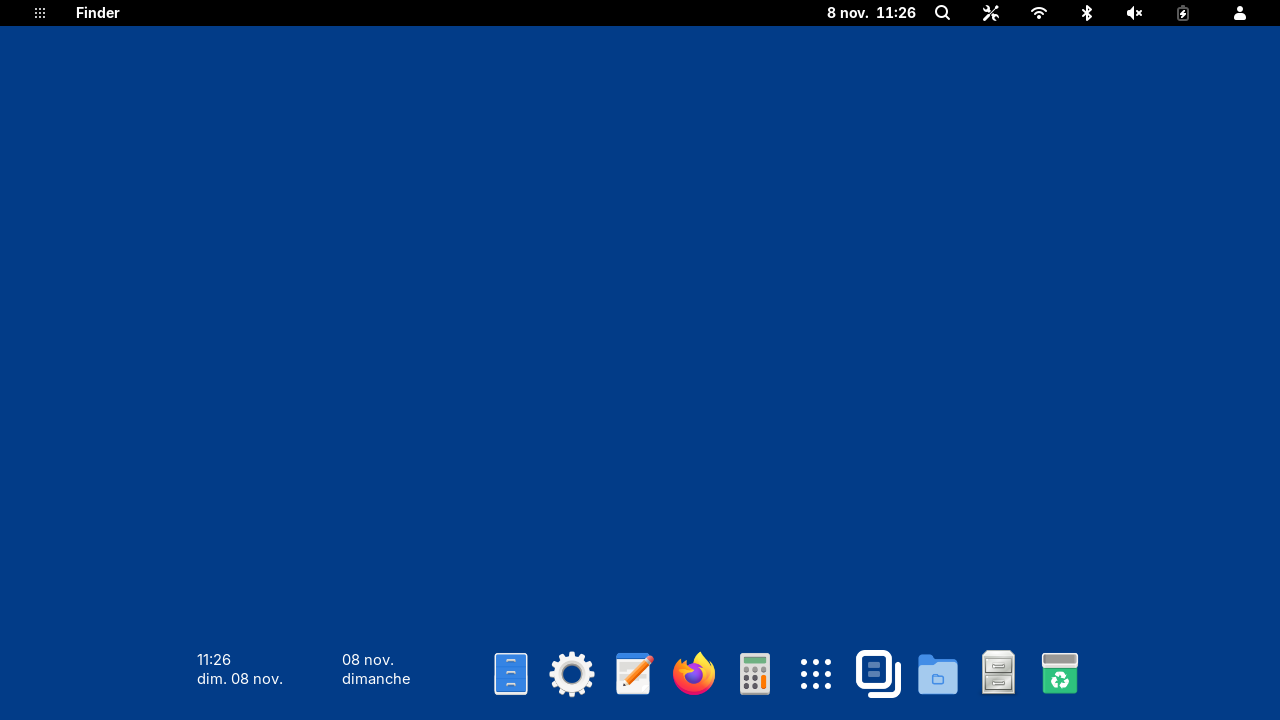 Finder
8 nov. 11:26
11:26
dim. 08 nov.
08 nov.
dimanche